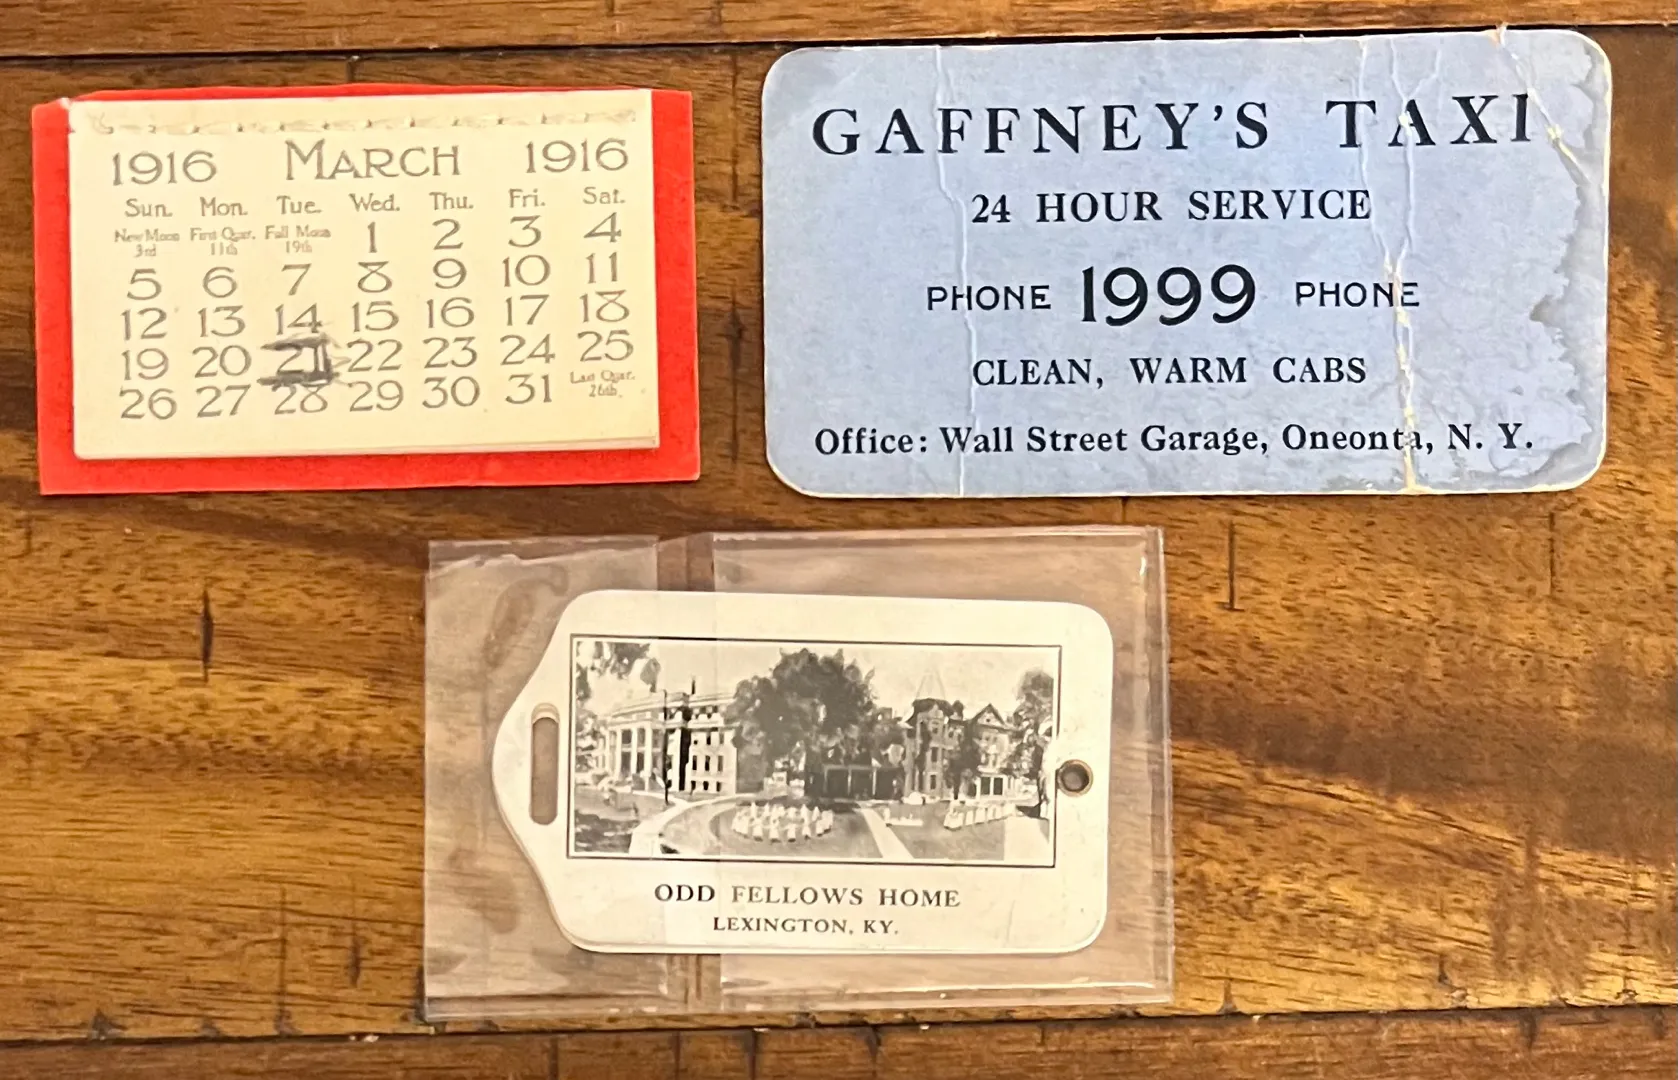 1916 MARCH 1916
Sun. Mon. Tue. Wed. Thu. Fri. Sat.
New Moon 3rd First Quar. 11th Full Moon 19th 1 2 3 4
5 6 7 8 9 10 11
12 13 14 15 16 17 18
19 20 21 22 23 24 25
26 27 28 29 30 31 Last Quar. 26th
GAFFNEY'S TAXI
24 HOUR SERVICE
PHONE 1999 PHONE
CLEAN, WARM CABS
Office: Wall Street Garage, Oneonta, N. Y.
ODD FELLOWS HOME
LEXINGTON, KY.